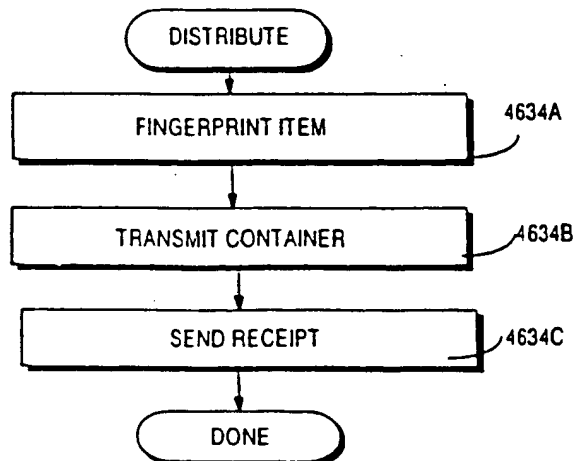 DISTRIBUTE
FINGERPRINT ITEM
4634A
TRANSMIT CONTAINER
4634B
SEND RECEIPT
4634C
DONE